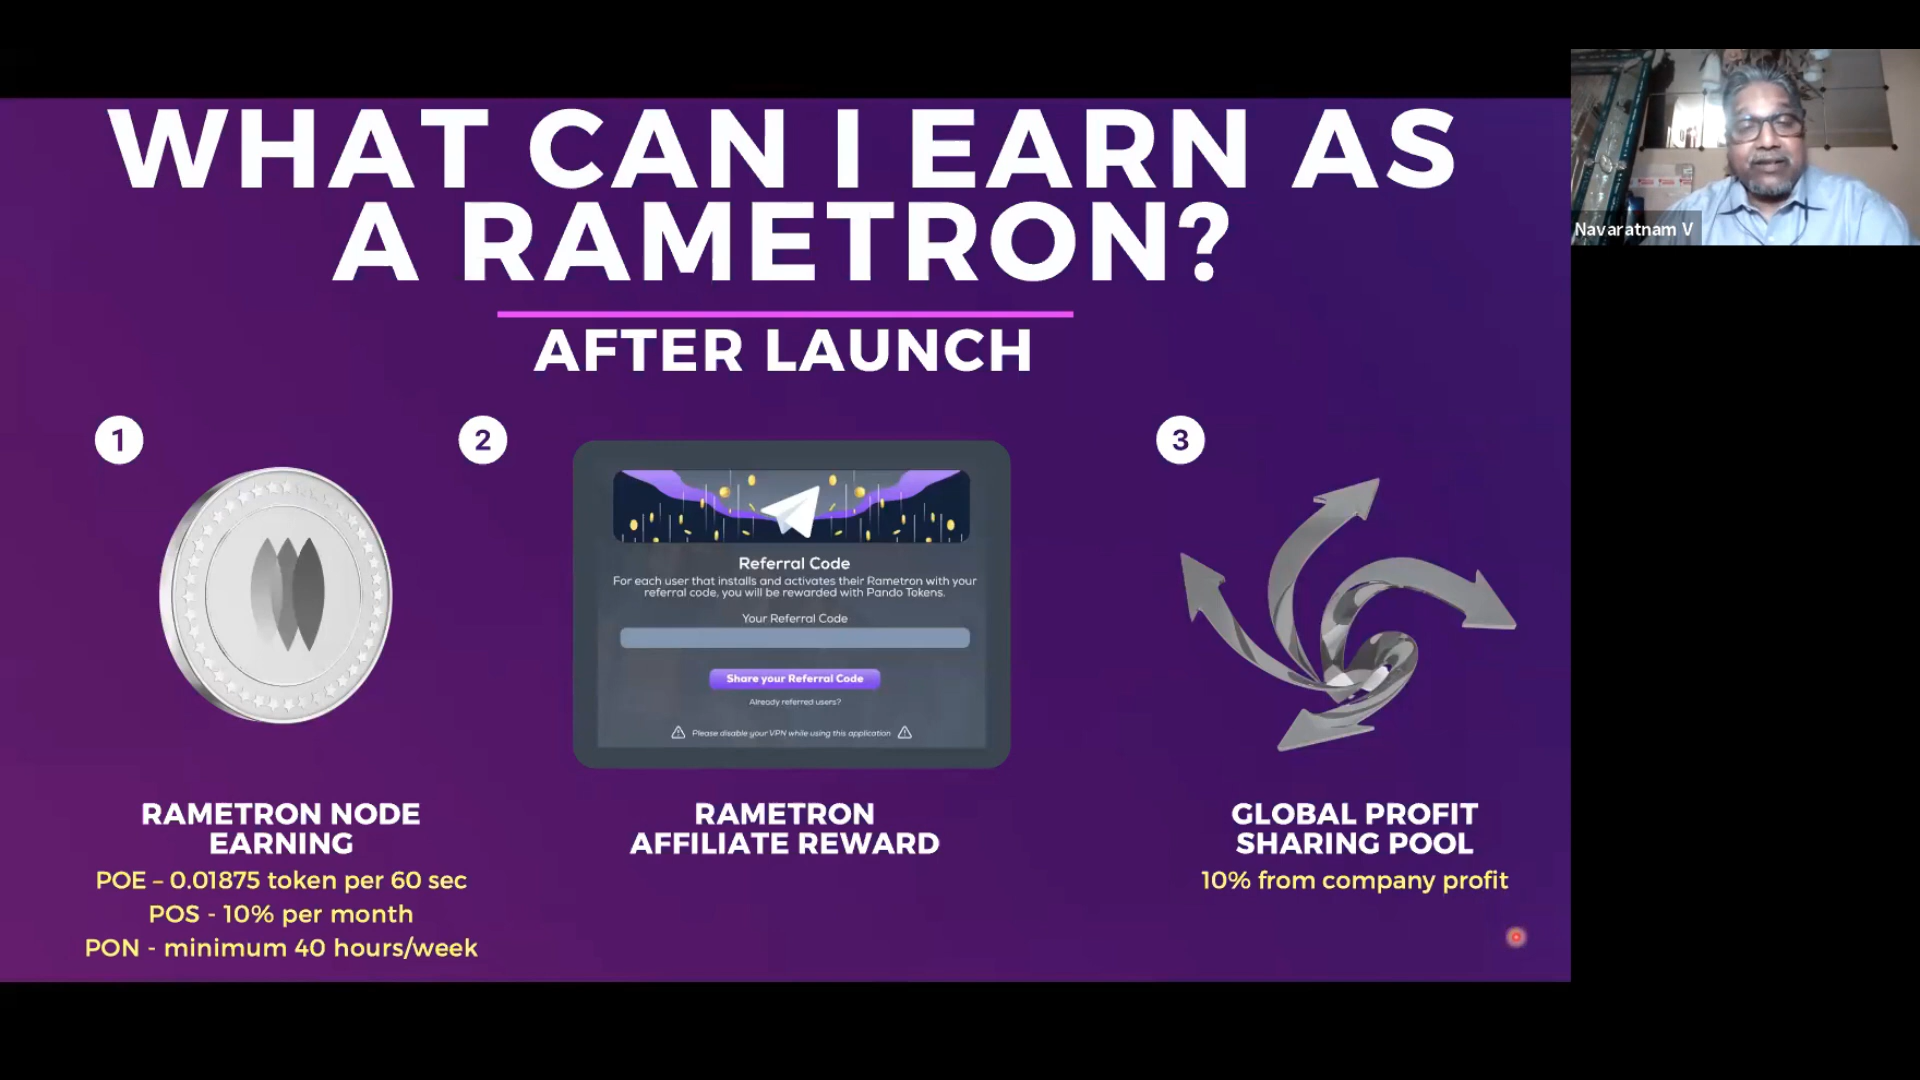 WHAT CAN I EARN AS
A RAMETRON?
AFTER LAUNCH
1
2
3
Referral Code
For each user that installs and activates their Rametron with your
referral code, you will be rewarded with Pando Tokens.
Your Referral Code
Share your Referral Code
Already referred users?
Please disable your VPN while using this application
RAMETRON NODE
EARNING
POE – 0.01875 token per 60 sec
POS - 10% per month
PON - minimum 40 hours/week
RAMETRON
AFFILIATE REWARD
GLOBAL PROFIT
SHARING POOL
10% from company profit
Navaratnam V